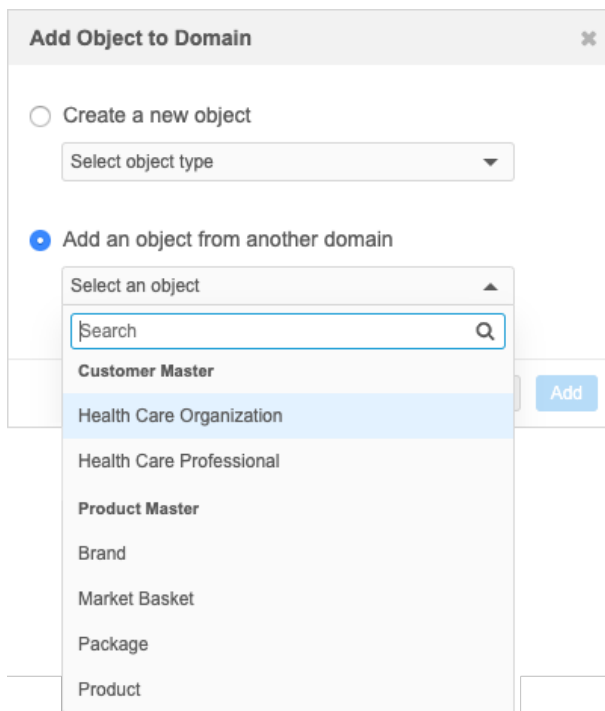 Add Object to Domain
Create a new object
Select object type
Add an object from another domain
Select an object
Search
Customer Master
Add
Health Care Organization
Health Care Professional
Product Master
Brand
Market Basket
Package
Product